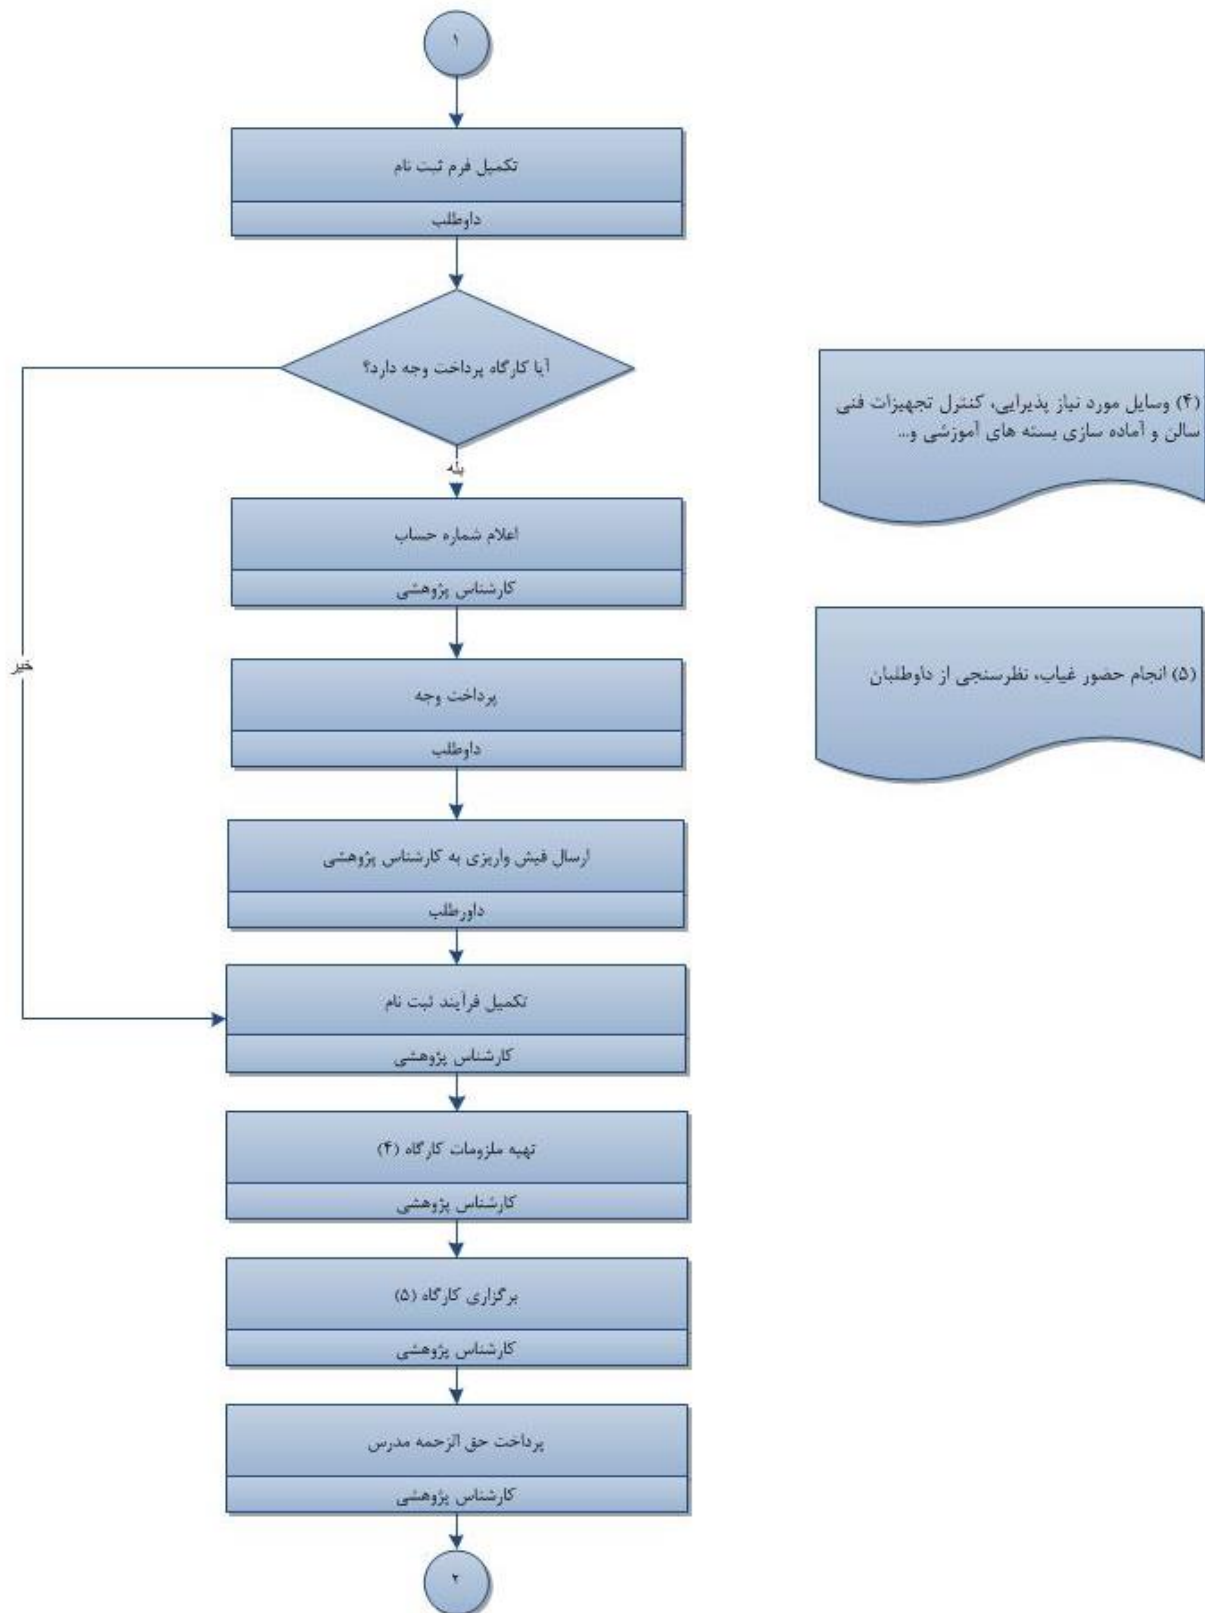 ۱
تکمیل فرم ثبت نام
داوطلب
آیا کارگاه پرداخت وجه دارد؟
بله
خیر
اعلام شماره حساب
کارشناس پژوهشی
پرداخت وجه
داوطلب
ارسال فیش واریزی به کارشناس پژوهشی
داورطلب
تکمیل فرآیند ثبت نام
کارشناس پژوهشی
تهیه ملزومات کارگاه (۴)
کارشناس پژوهشی
برگزاری کارگاه (۵)
کارشناس پژوهشی
پرداخت حق الزحمه مدرس
کارشناس پژوهشی
۲
(۴) وسایل مورد نیاز پذیرایی، کنترل تجهیزات فنی
سالن و آماده سازی بسته های آموزشی و...
(۵) انجام حضور غیاب، نظرسنجی از داوطلبان